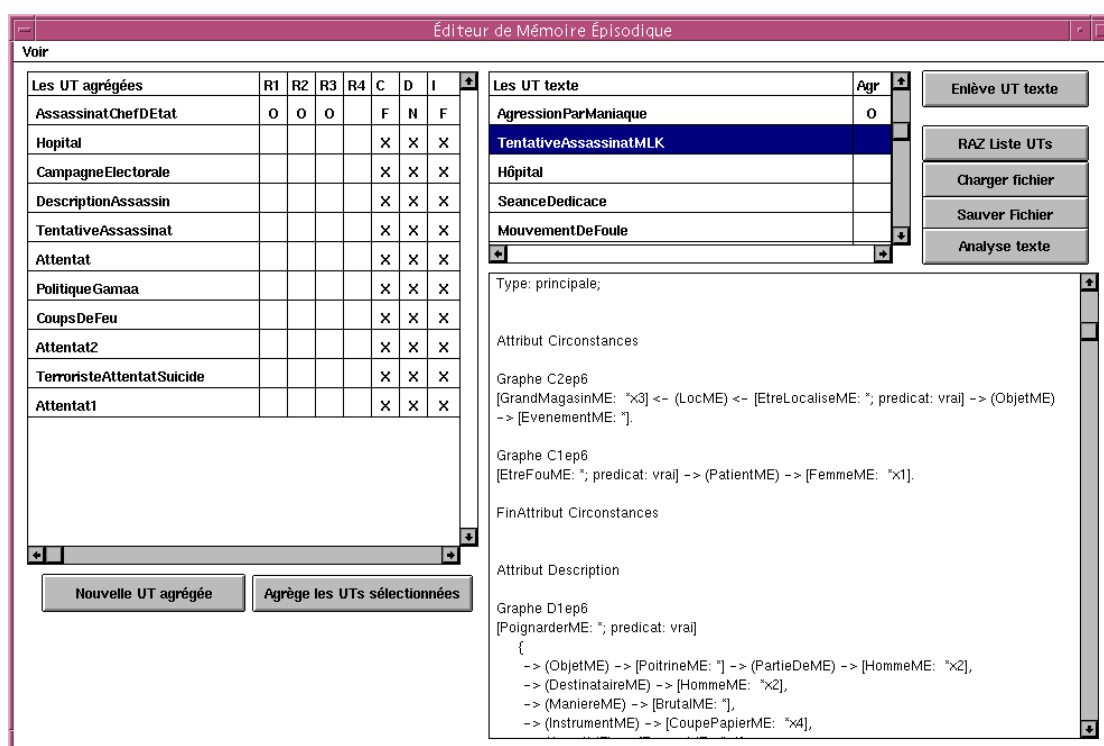 Éditeur de Mémoire Épisodique
Voir
Les UT agrégées R1 R2 R3 R4 C D I
AssassinatChefDEtat O O O F N F
Hopital X X X
CampagneElectorale X X X
DescriptionAssassin X X X
TentativeAssassinat X X X
Attentat X X X
PolitiqueGamaa X X X
CoupsDeFeu X X X
Attentat2 X X X
TerroristeAttentatSuicide X X X
Attentat1 X X X
Nouvelle UT agrégée
Agrège les UTs sélectionnées
Les UT texte Agr
AgressionParManiaque O
TentativeAssassinatMLK
Hôpital
SeanceDedicace
MouvementDeFoule
Enlève UT texte
RAZ Liste UTs
Charger fichier
Sauver Fichier
Analyse texte
Type: principale;
Attribut Circonstances
Graphe C2ep6
[GrandMagasinME: *x3] <- (LocME) <- [EtreLocaliseME: *; predicat: vrai] -> (ObjetME)
-> [EvenementME: *].
Graphe C1ep6
[EtreFouME: *; predicat: vrai] -> (PatientME) -> [FemmeME: *x1].
FinAttribut Circonstances
Attribut Description
Graphe D1ep6
[PoignarderME: *; predicat: vrai]
{
-> (ObjetME) -> [PoitrineME: *] -> (PartieDeME) -> [HommeME: *x2],
-> (DestinataireME) -> [HommeME: *x2],
-> (ManiereME) -> [BrutalME: *],
-> (InstrumentME) -> [CoupePapierME: *x4],